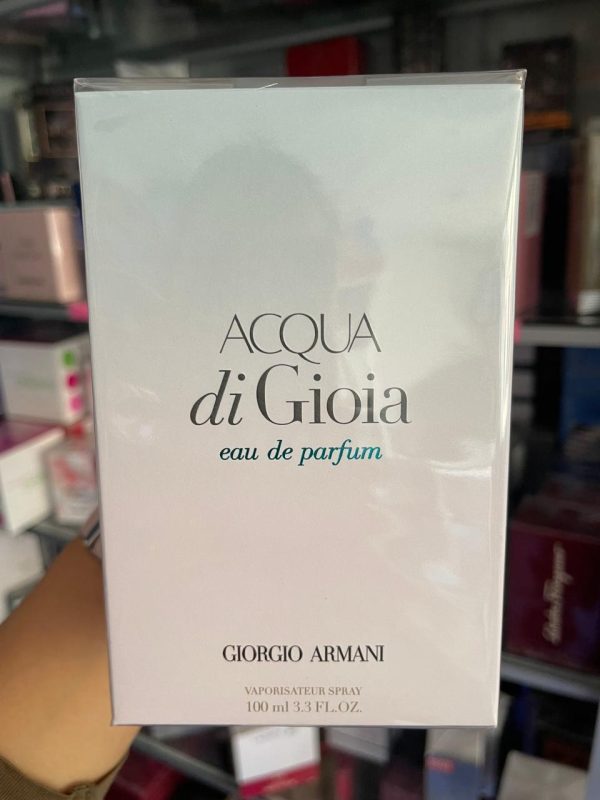 ACQUA
di Gioia
eau de parfum
GIORGIO ARMANI
VAPORISATEUR SPRAY
100 ml 3.3 FL.OZ.